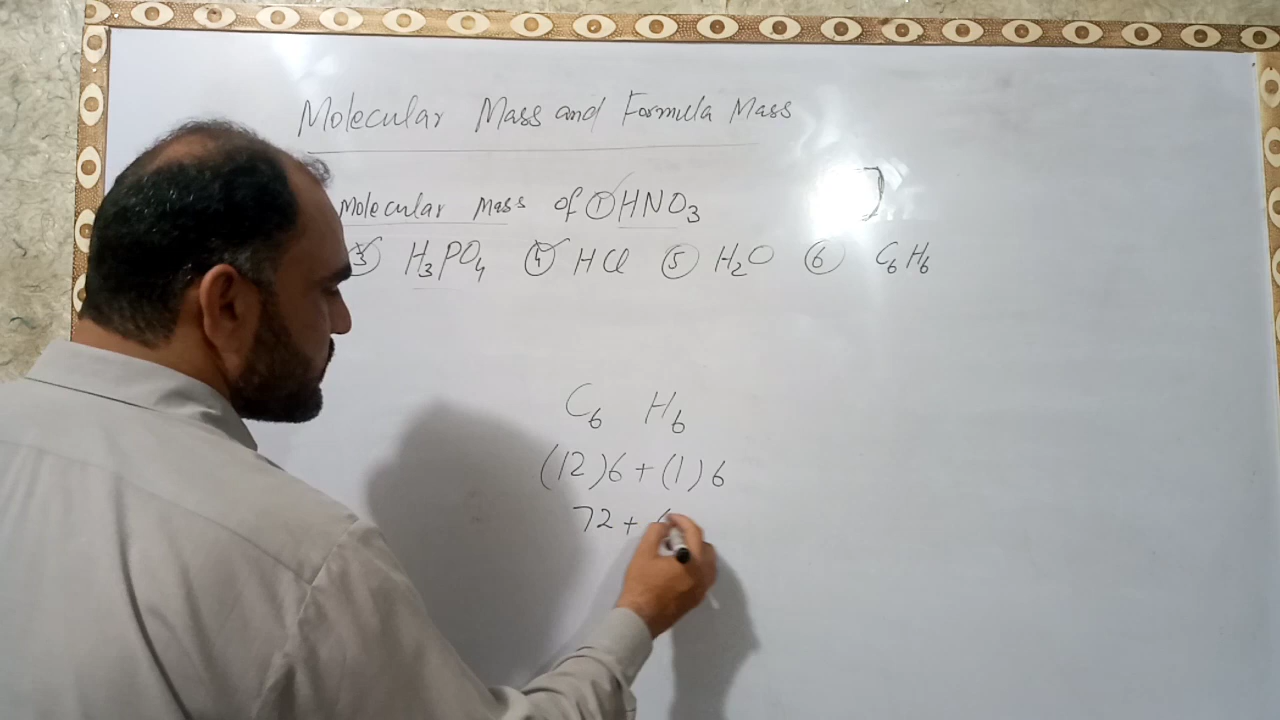 Molecular Mass and Formula Mass
Molecular Mass of ① HNO₃
③ H₃PO₄ ④ HCl ⑤ H₂O ⑥ C₆H₆
C₆ H₆
(12)6+(1)6
72+